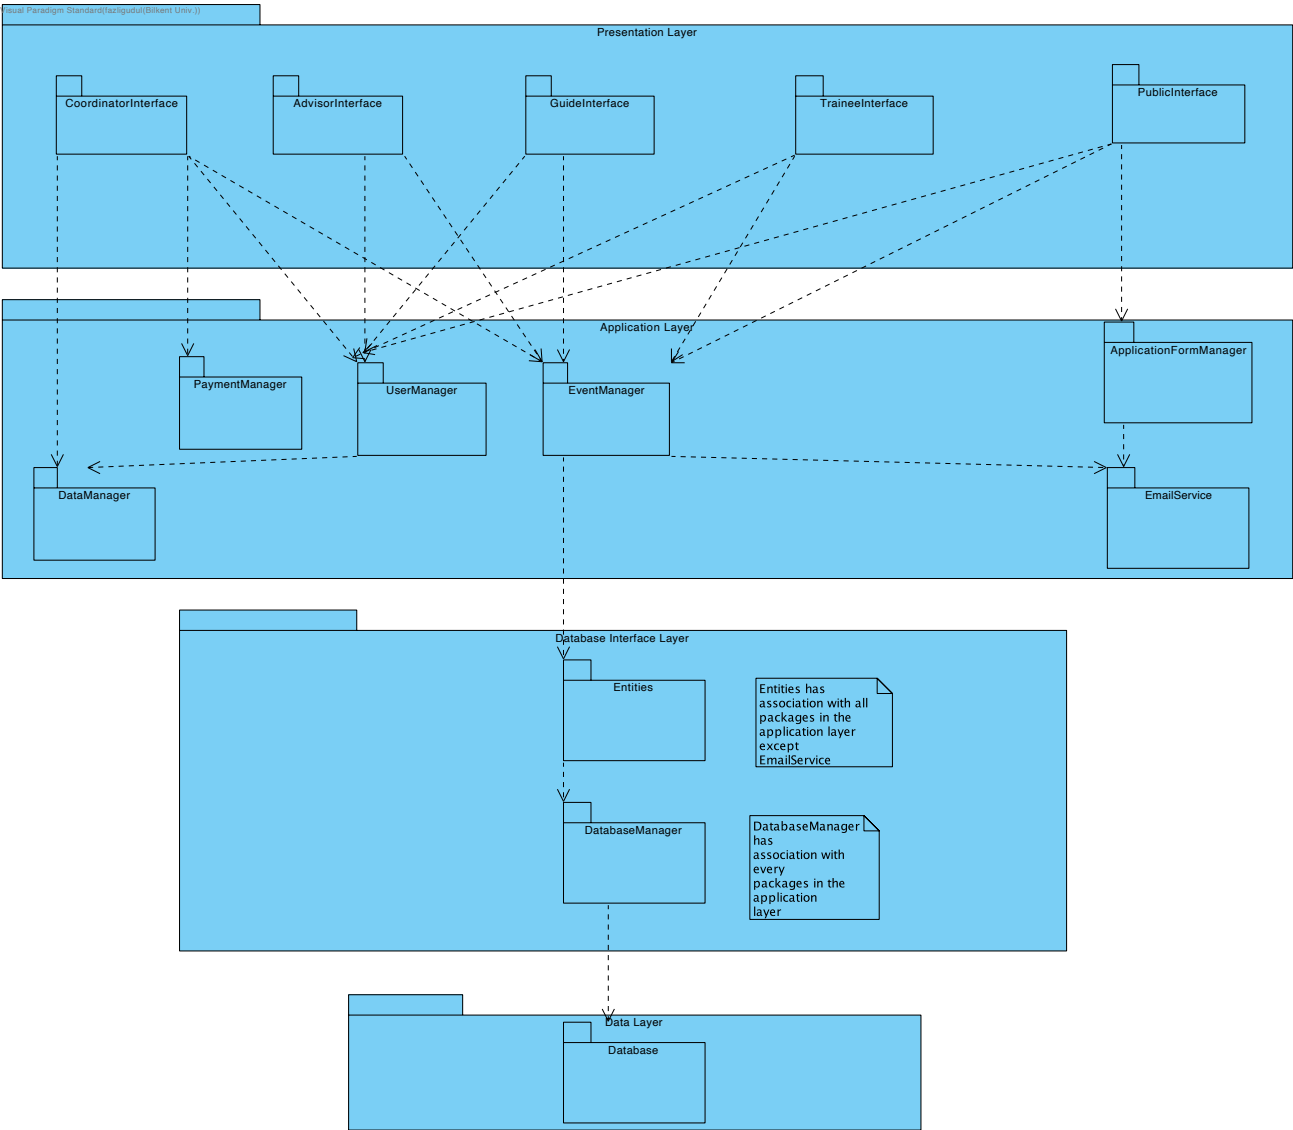 Visual Paradigm Standard(fazligudul(Bilkent Univ.))
Presentation Layer
CoordinatorInterface
AdvisorInterface
GuideInterface
TraineeInterface
PublicInterface
Application Layer
PaymentManager
UserManager
EventManager
ApplicationFormManager
DataManager
EmailService
Database Interface Layer
Entities
Entities has
association with all
packages in the
application layer
except
EmailService
DatabaseManager
DatabaseManager
has
association with
every
packages in the
application
layer
Data Layer
Database